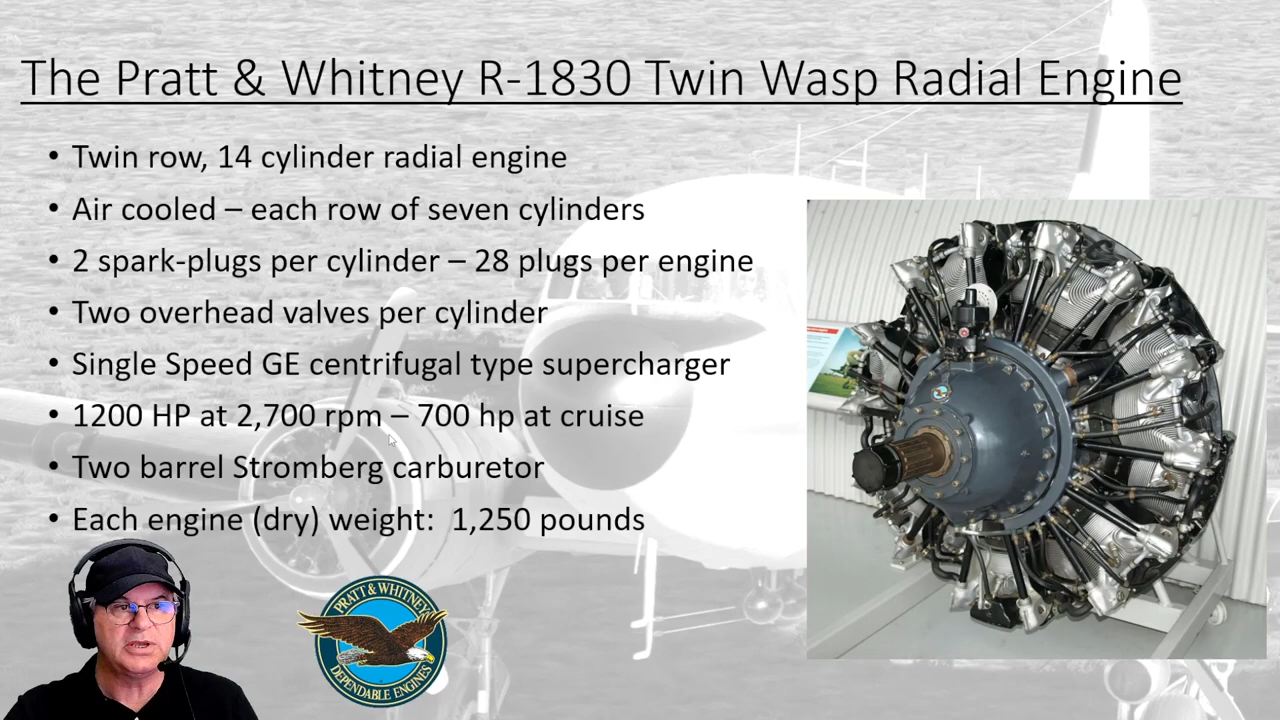 The Pratt & Whitney R-1830 Twin Wasp Radial Engine
• Twin row, 14 cylinder radial engine
• Air cooled – each row of seven cylinders
• 2 spark-plugs per cylinder – 28 plugs per engine
• Two overhead valves per cylinder
• Single Speed GE centrifugal type supercharger
• 1200 HP at 2,700 rpm – 700 hp at cruise
• Two barrel Stromberg carburetor
• Each engine (dry) weight:  1,250 pounds
PRATT & WHITNEY
DEPENDABLE ENGINES